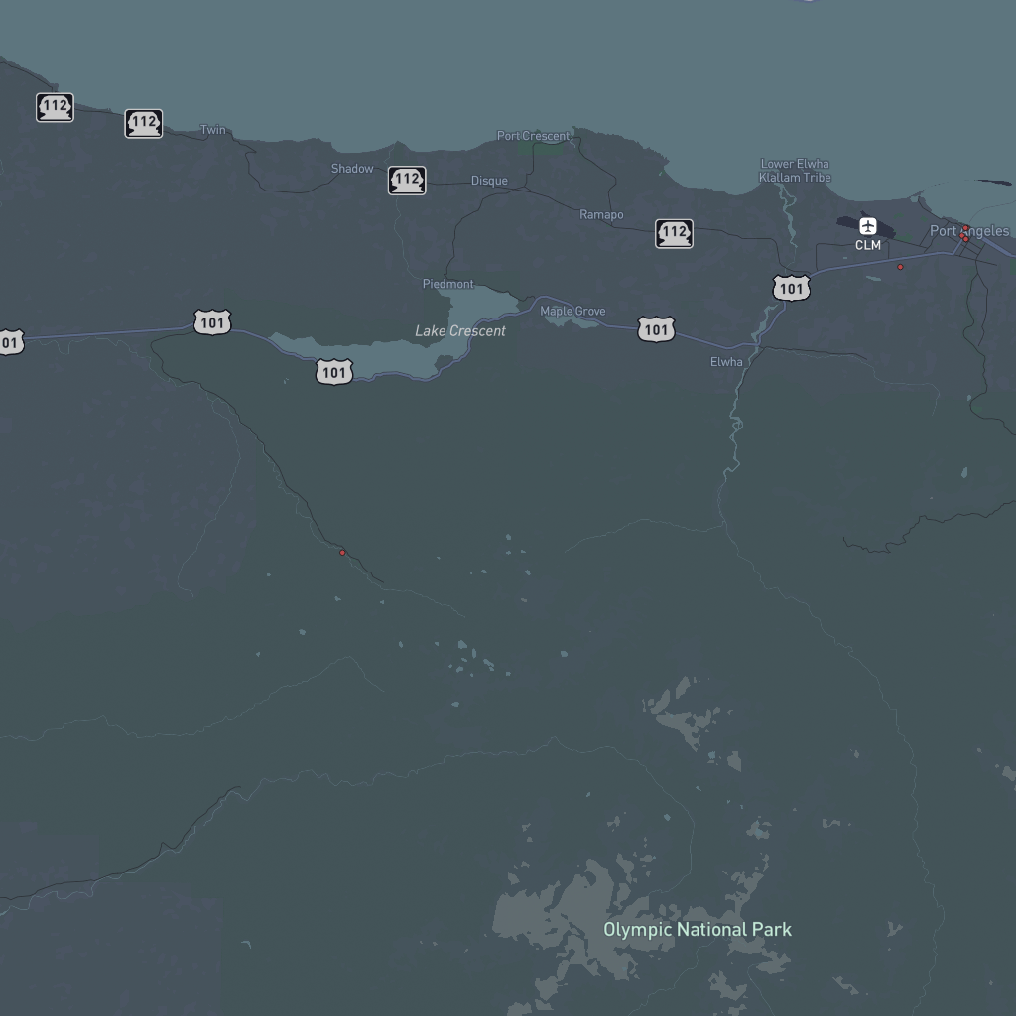 112
112
Twin
Port Crescent
Shadow
112
Disque
Lower Elwha
Klallam Tribe
Ramapo
112
CLM
Port Angeles
Piedmont
101
Maple Grove
101
Lake Crescent
101
01
Elwha
101
Olympic National Park